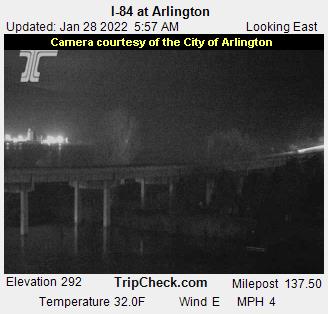 I-84 at Arlington
Updated: Jan 28 2022 5:57 AM Looking East
Camera courtesy of the City of Arlington
Elevation 292 TripCheck.com Milepost 137.50
Temperature 32.0F Wind E MPH 4